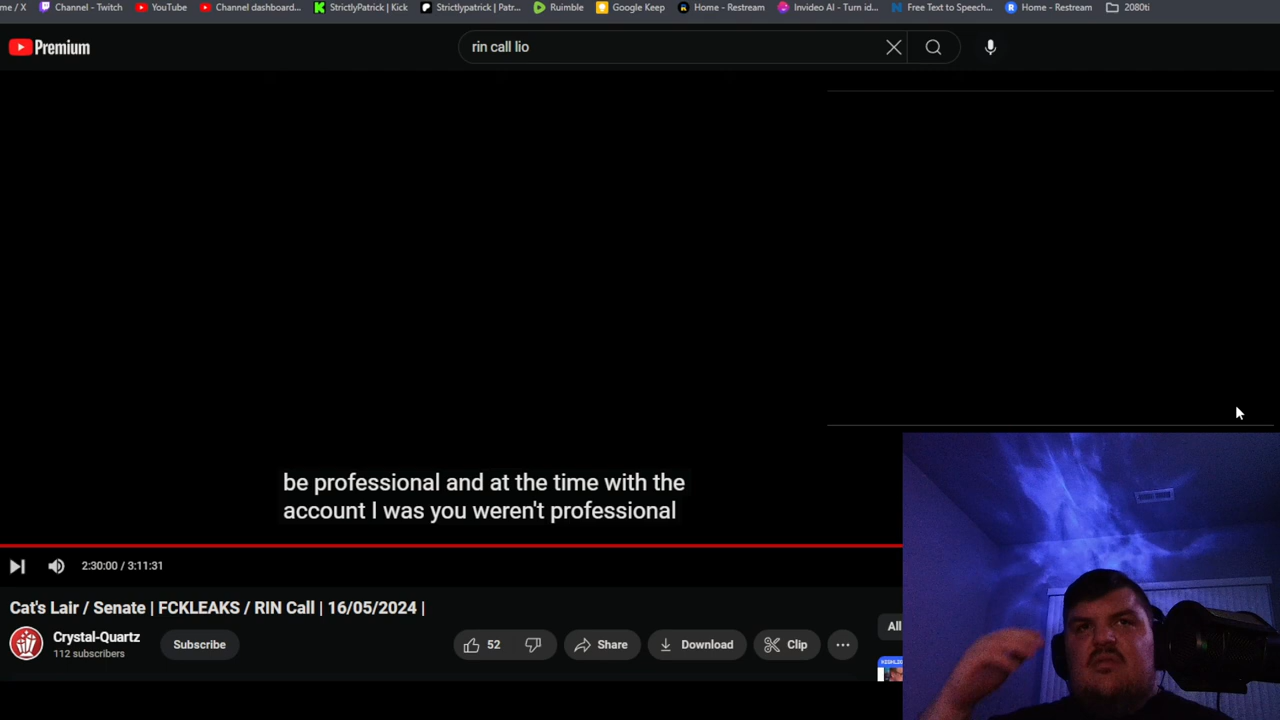 me / X Channel - Twitch YouTube Channel dashboard... StrictlyPatrick | Kick Strictlypatrick | Patr... Rumble Google Keep Home - Restream Invideo AI - Turn id... Free Text to Speech... Home - Restream 2080ti
Premium
rin call lio
be professional and at the time with the
account I was you weren't professional
2:30:00 / 3:11:31
Cat's Lair / Senate | FCKLEAKS / RIN Call | 16/05/2024 |
Crystal-Quartz
112 subscribers
Subscribe
52
Share
Download
Clip
All